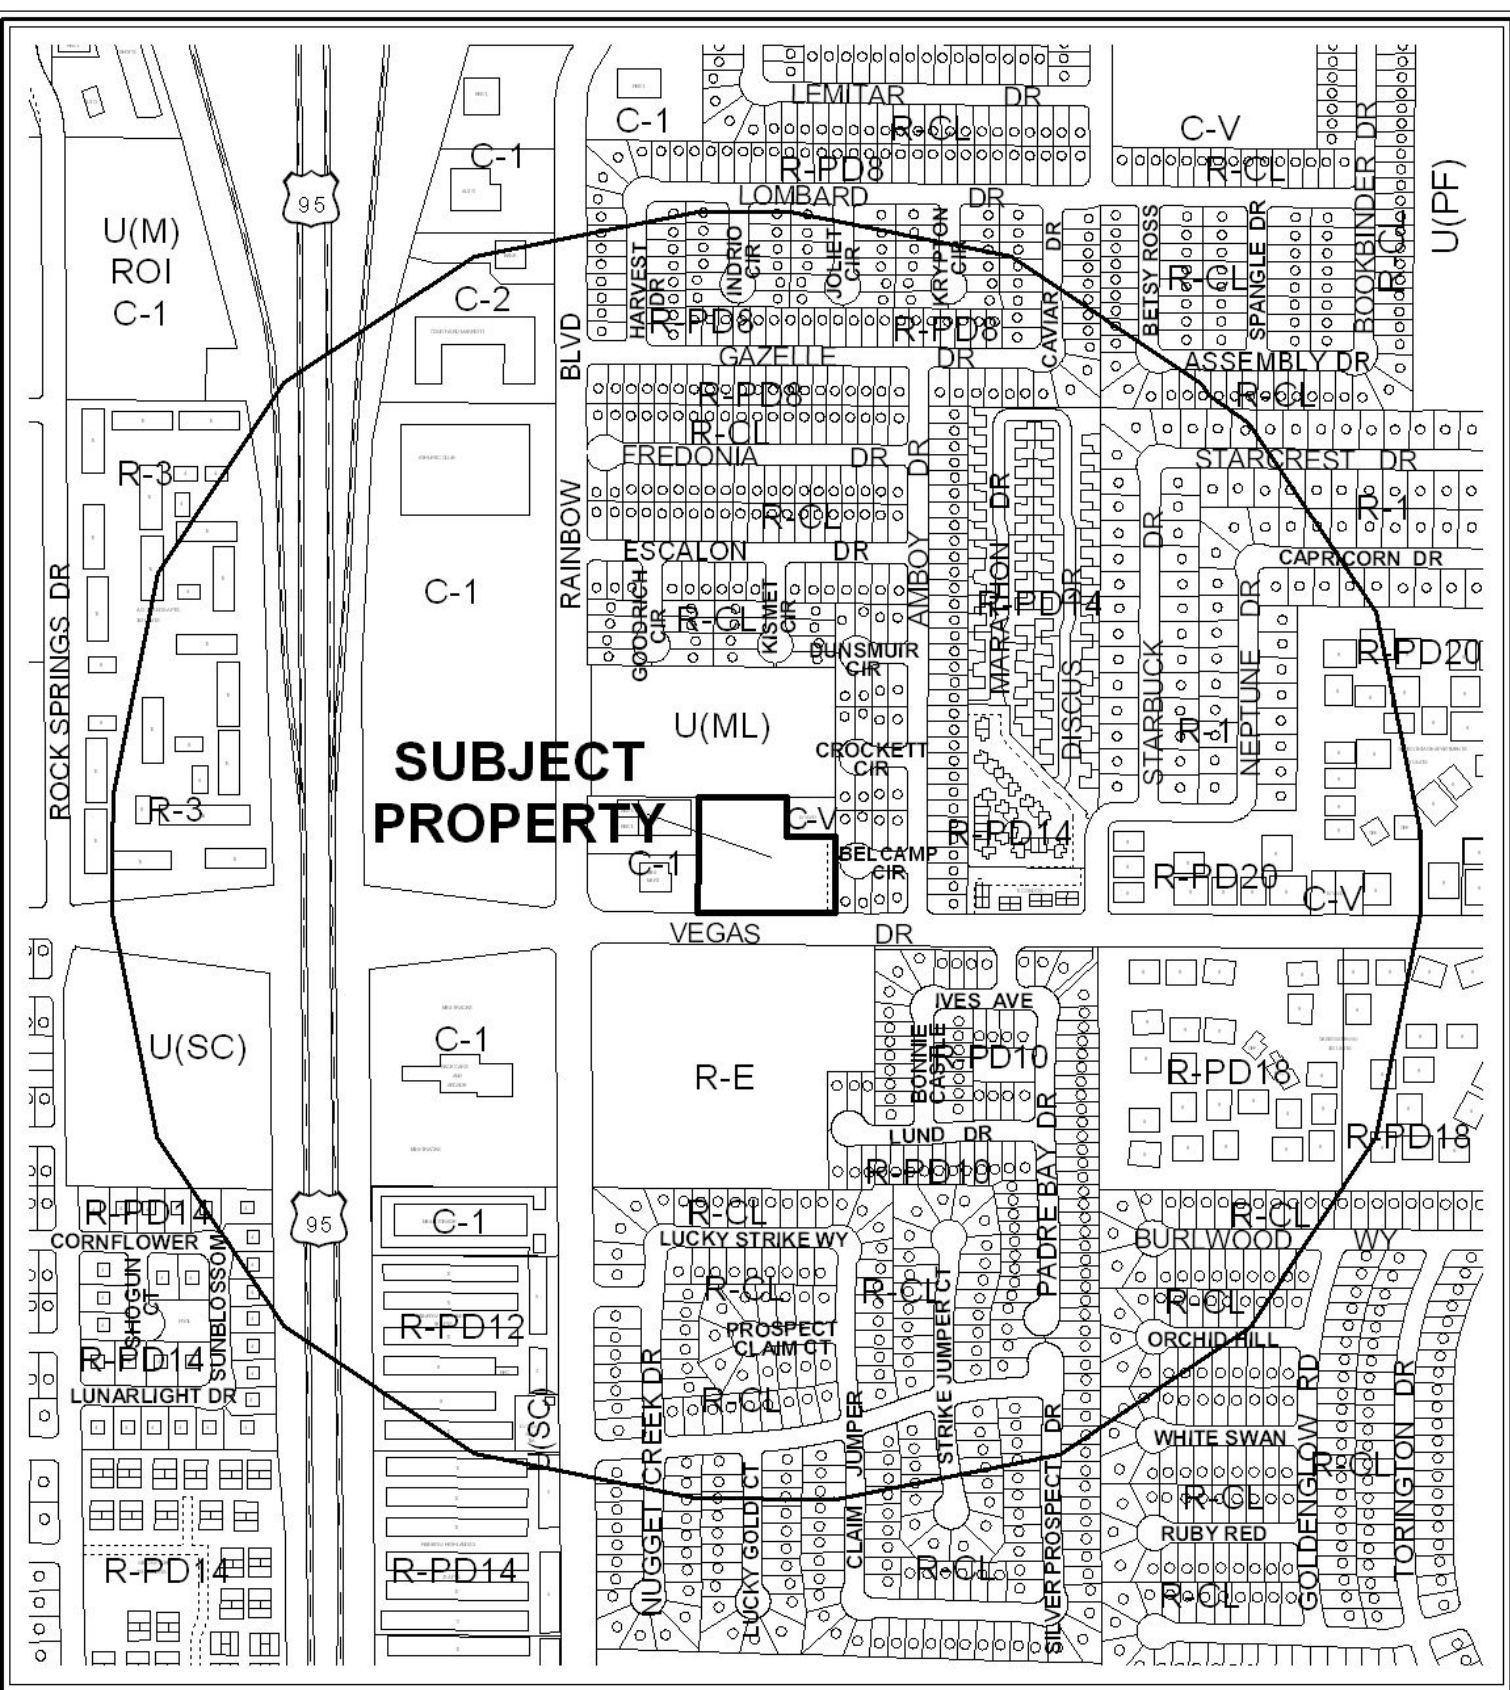 LEMITAR DR
C-1
R-CL
C-V
C-1
R-PD8
R-CL
LOMBARD DR
95
U(M)
ROI
C-1
HARVEST DR
INDRIO CIR
JOLIET CIR
KRYPTON CIR
CAVIAR DR
BETSY ROSS
R-CL
SPANGLE DR
BOOKBINDER DR
R-CL
U(PF)
C-2
R-PD8
R-PD8
GAZELLE DR
ASSEMBLY DR
R-PD8
R-CL
R-CL
FREDONIA DR
STARCREST DR
R-3
R-1
R-CL
RAINBOW BLVD
ESCALON DR
CAPRICORN DR
ROCK SPRINGS DR
C-1
GOODRICH CIR
R-CL
KISMET CIR
DUNSMUIR CIR
AMBOY DR
MARATHON DR
R-PD14
DISCUS DR
STARBUCK DR
NEPTUNE DR
R-PD20
U(ML)
R-1
SUBJECT
PROPERTY
CROCKETT
CIR
R-3
C-V
R-PD14
C-1
BELCAMP
CIR
R-PD20
C-V
VEGAS DR
U(SC)
C-1
R-E
IVES AVE
BONNIE CASTLE
R-PD10
R-PD18
LUND DR
R-PD18
R-PD10
PADRE BAY DR
R-PD14
95
C-1
R-CL
R-CL
CORNFLOWER
LUCKY STRIKE WY
BURLWOOD WY
SHOGUN CT
SUNBLOSSOM
R-CL
R-CL
R-CL
R-PD12
PROSPECT
CLAIM CT
ORCHID HILL
R-PD14
LUNARLIGHT DR
R-CL
STRIKE JUMPER CT
U(SC)
NUGGET CREEK DR
LUCKY GOLD CT
CLAIM JUMPER
SILVER PROSPECT DR
WHITE SWAN
R-CL
GOLDENGLOW RD
TORINGTON DR
R-CL
RUBY RED
R-PD14
R-PD14
R-CL
R-CL